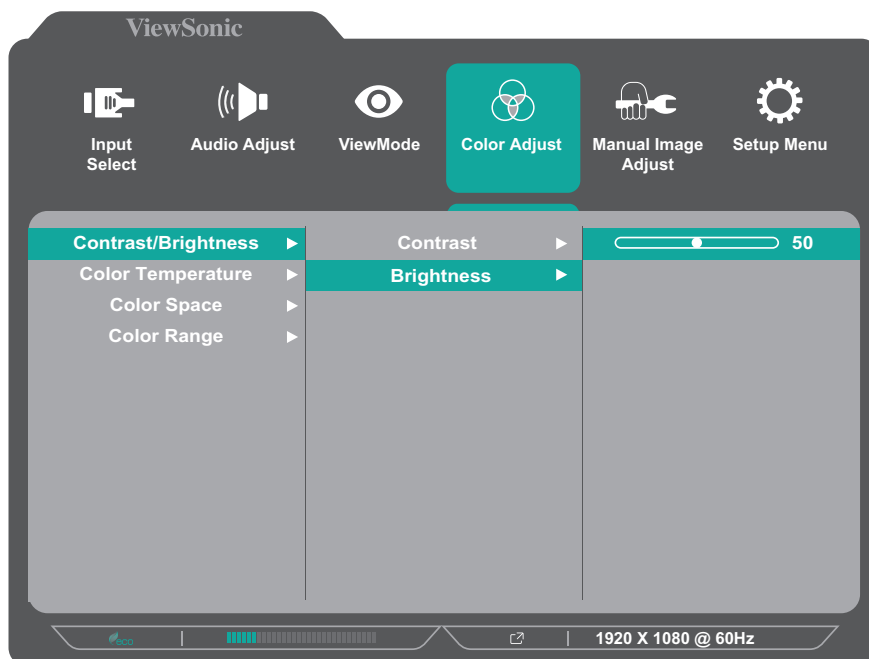 ViewSonic
Input
Select
Audio Adjust
ViewMode
Color Adjust
Manual Image
Adjust
Setup Menu
Contrast/Brightness
Contrast
50
Color Temperature
Brightness
Color Space
Color Range
eco
1920 X 1080 @ 60Hz